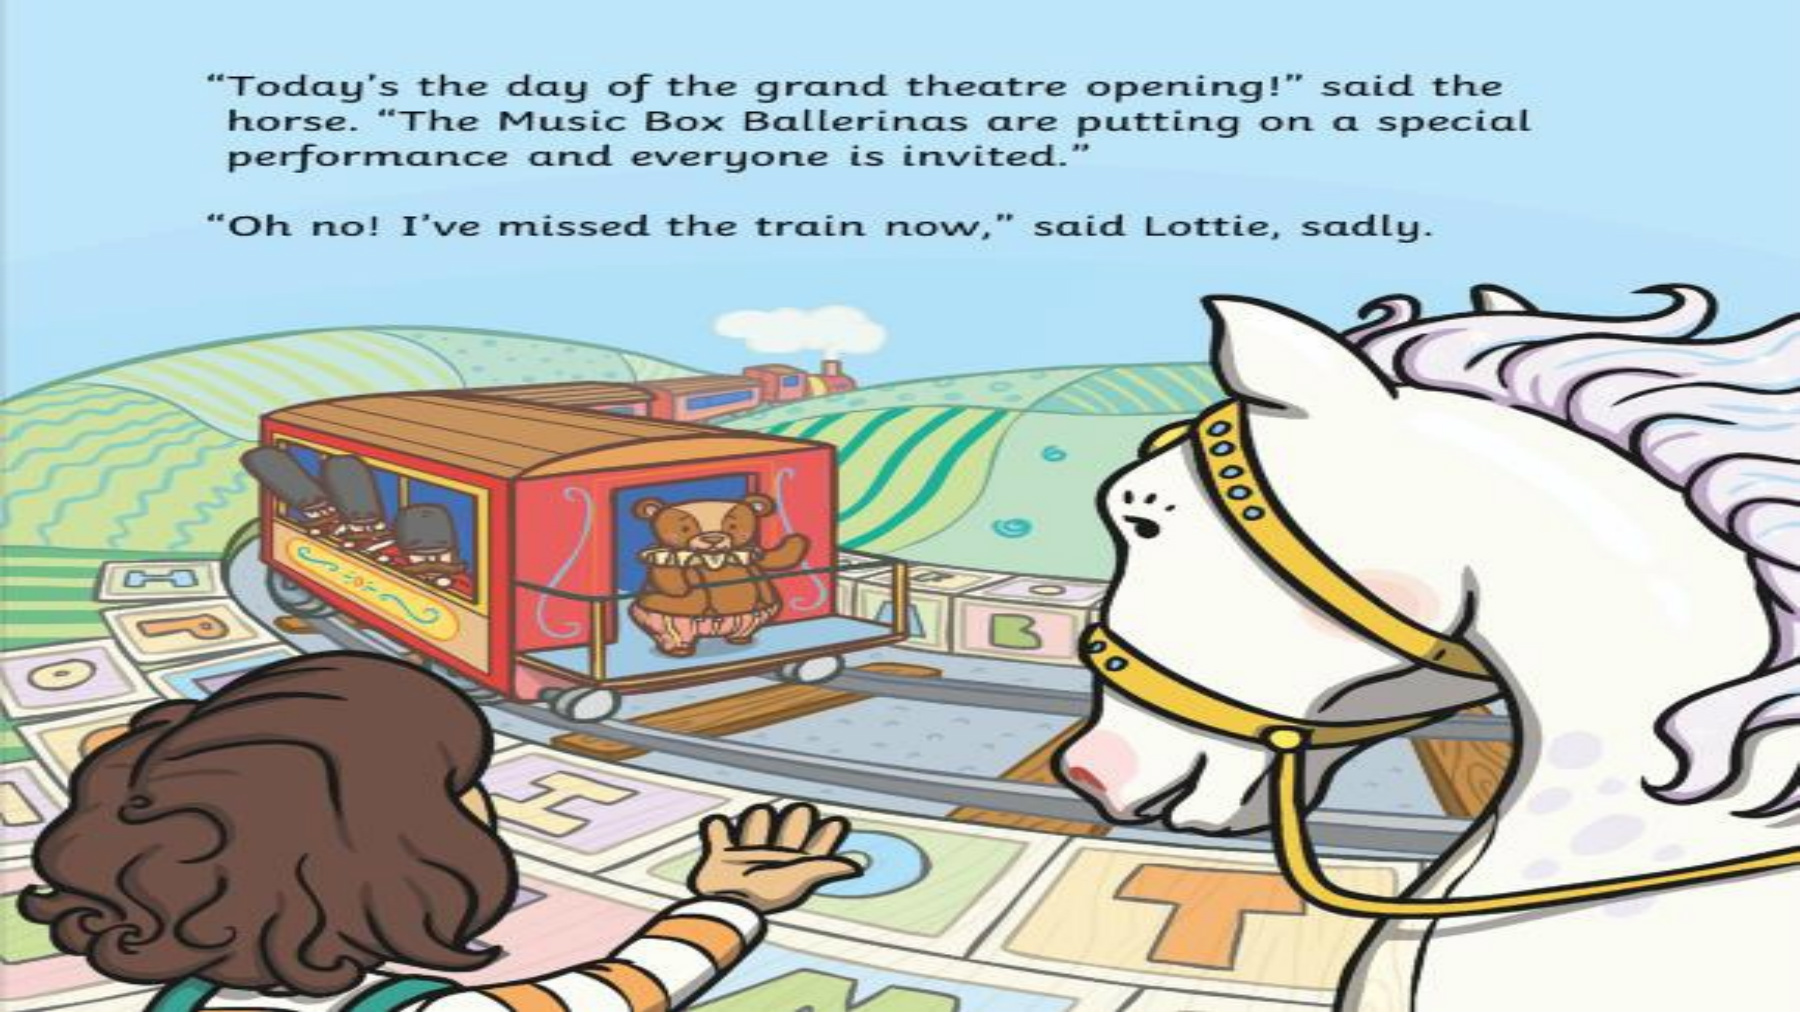 “Today’s the day of the grand theatre opening!” said the
horse. “The Music Box Ballerinas are putting on a special
performance and everyone is invited.”
“Oh no! I’ve missed the train now,” said Lottie, sadly.
H
P
O
A B
H O T
M